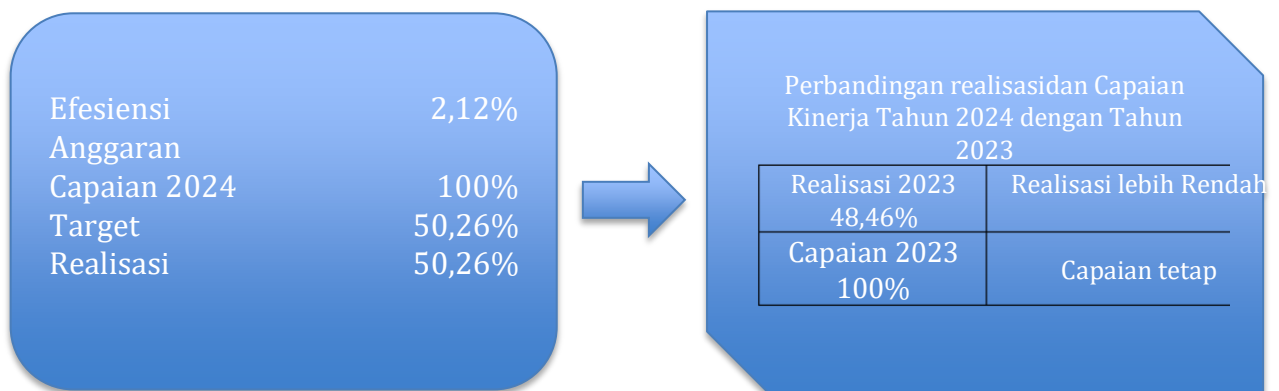 Efesiensi 2,12%
Anggaran
Capaian 2024 100%
Target 50,26%
Realisasi 50,26%
Perbandingan realisasidan Capaian
Kinerja Tahun 2024 dengan Tahun
2023
Realisasi 2023 Realisasi lebih Rendah
48,46%
Capaian 2023
100%
Capaian tetap